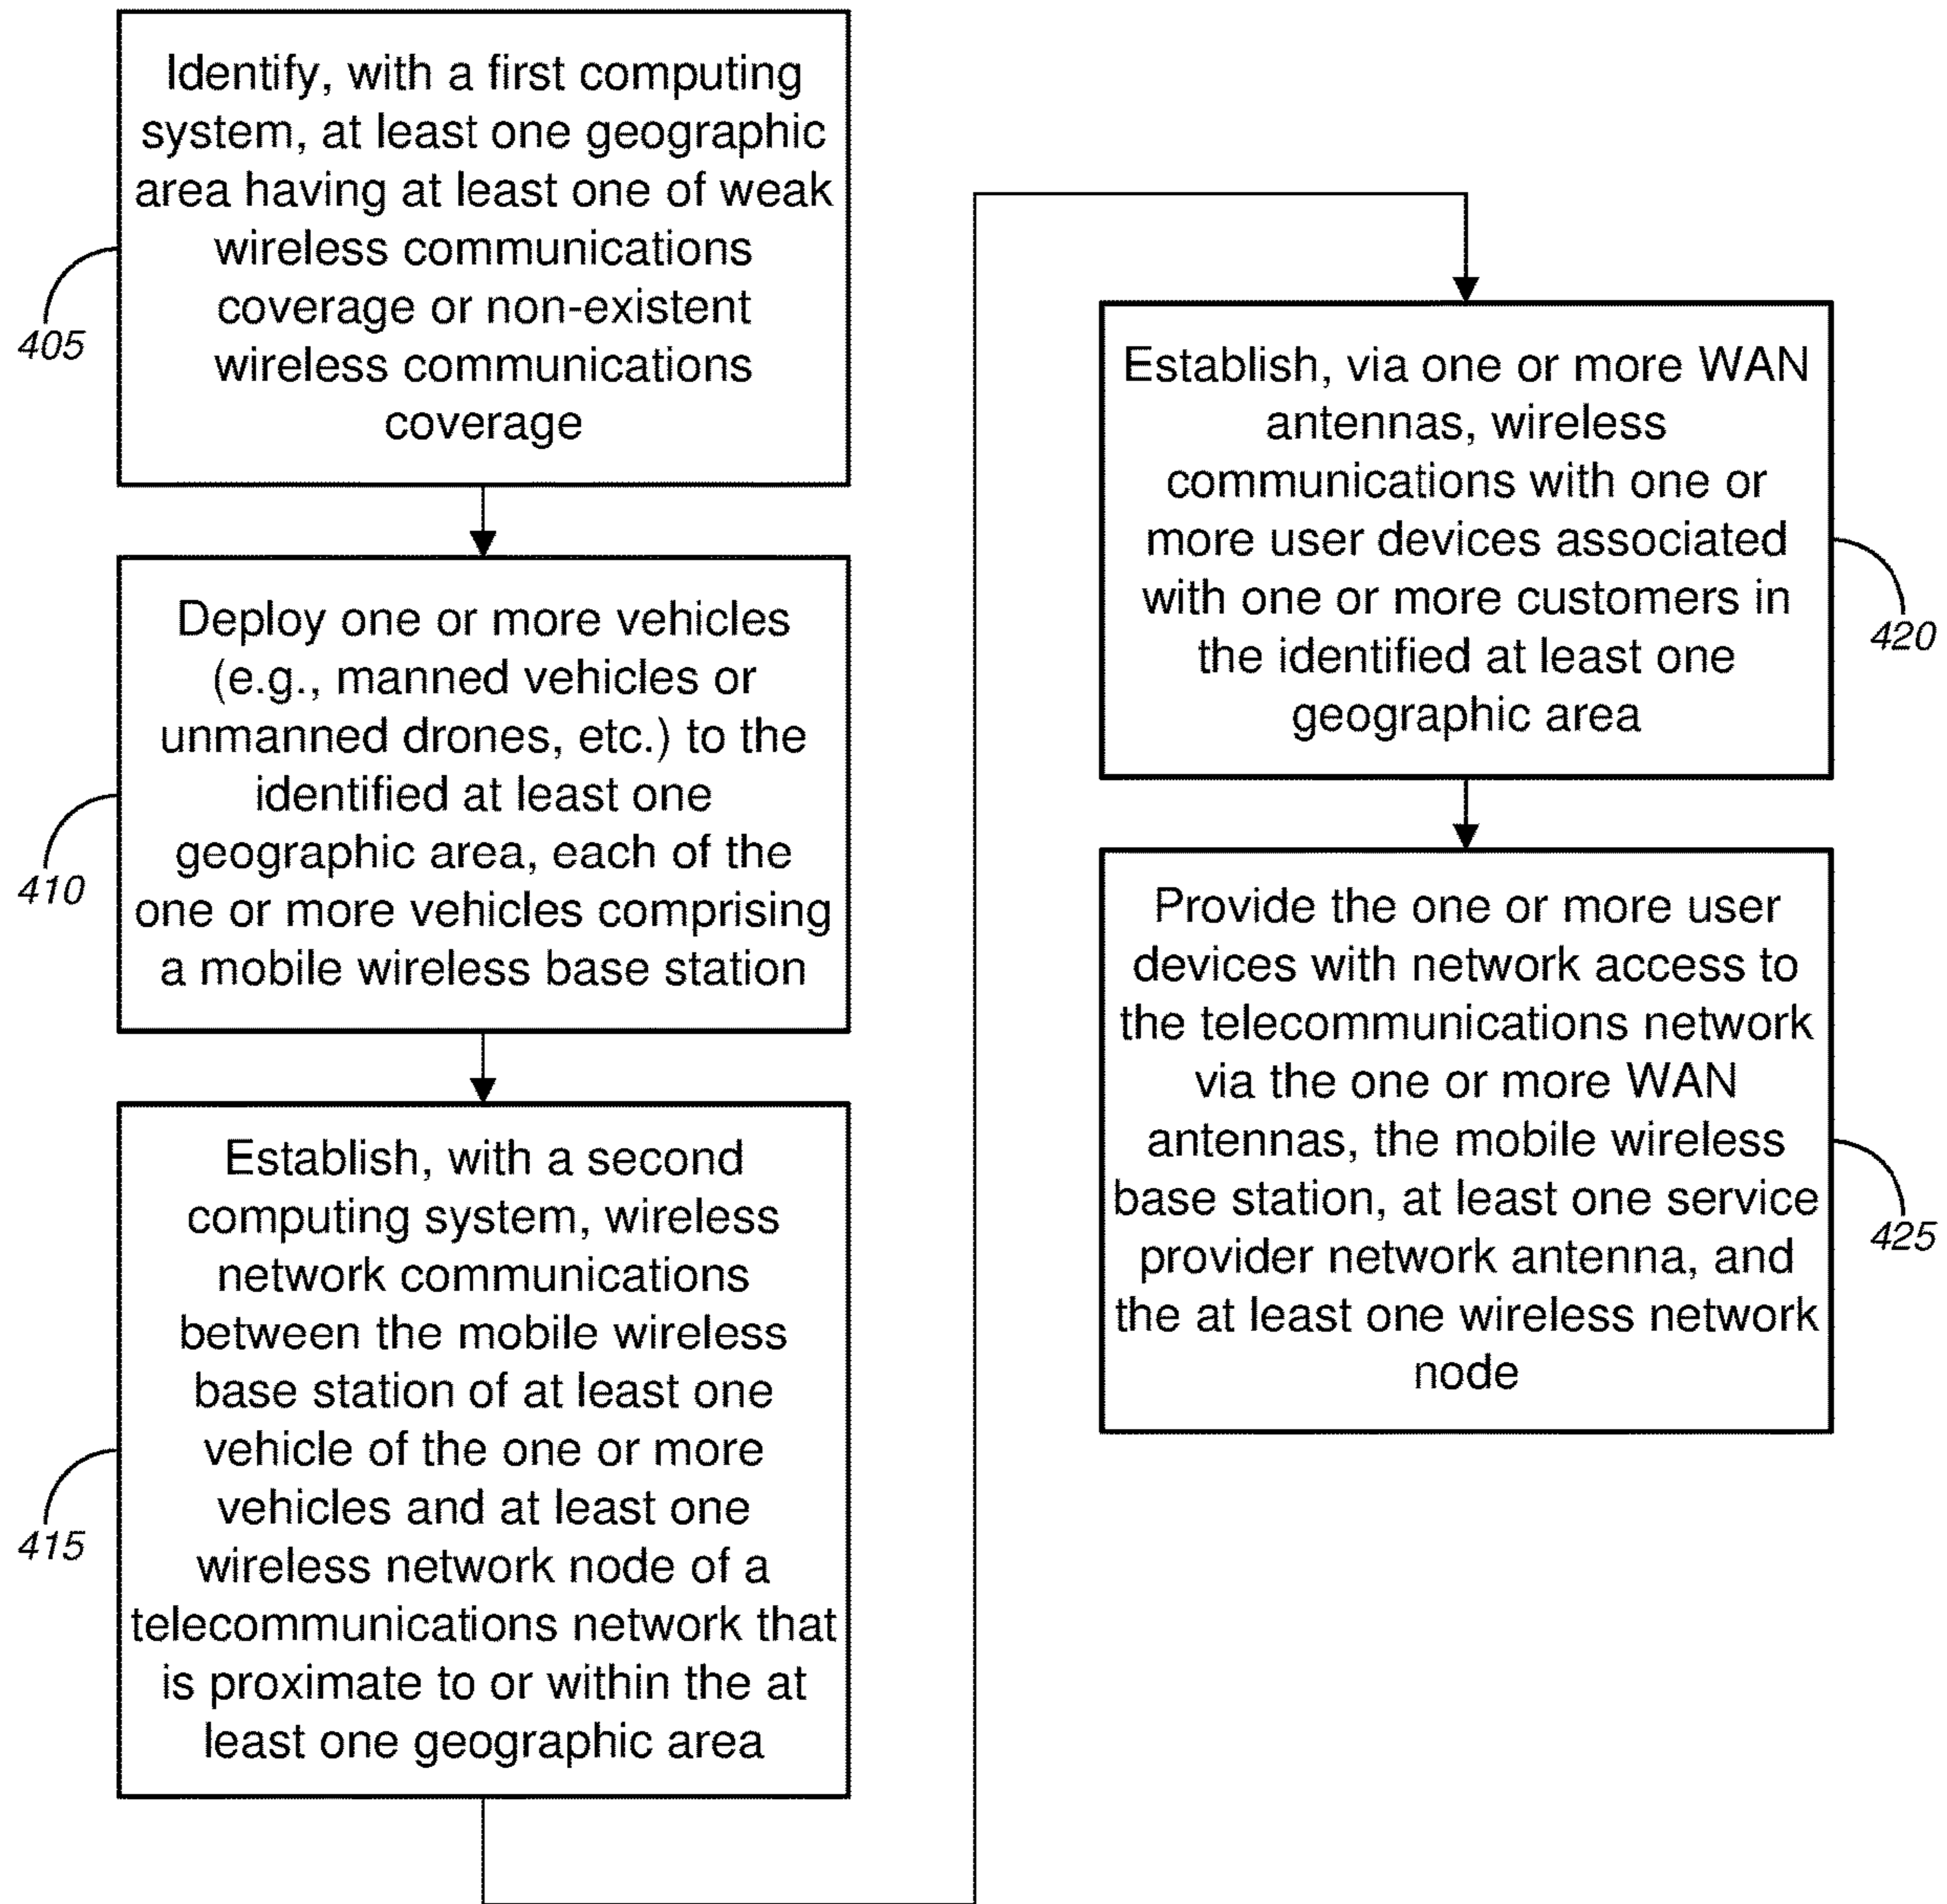 Identify, with a first computing
system, at least one geographic
area having at least one of weak
wireless communications
coverage or non-existent
wireless communications
coverage
405
Deploy one or more vehicles
(e.g., manned vehicles or
unmanned drones, etc.) to the
identified at least one
geographic area, each of the
one or more vehicles comprising
a mobile wireless base station
410
Establish, with a second
computing system, wireless
network communications
between the mobile wireless
base station of at least one
vehicle of the one or more
vehicles and at least one
wireless network node of a
telecommunications network that
is proximate to or within the at
least one geographic area
415
Establish, via one or more WAN
antennas, wireless
communications with one or
more user devices associated
with one or more customers in
the identified at least one
geographic area
420
Provide the one or more user
devices with network access to
the telecommunications network
via the one or more WAN
antennas, the mobile wireless
base station, at least one service
provider network antenna, and
the at least one wireless network
node
425